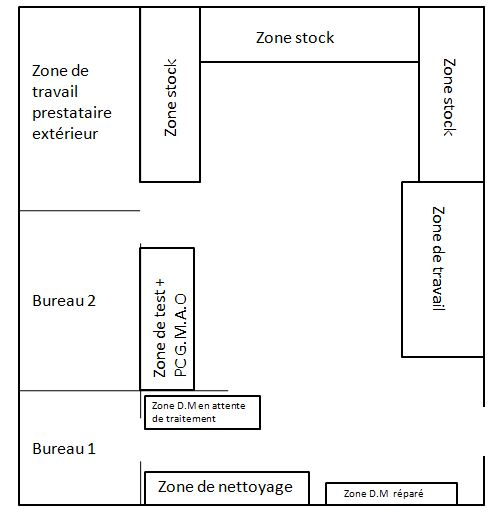 Zone stock
Zone de
travail
prestataire
extérieur
Zone stock
Zone stock
Zone de travail
Bureau 2
Zone de test +
PC G.M.A.O
Zone D.M en attente
de traitement
Bureau 1
Zone de nettoyage
Zone D.M réparé